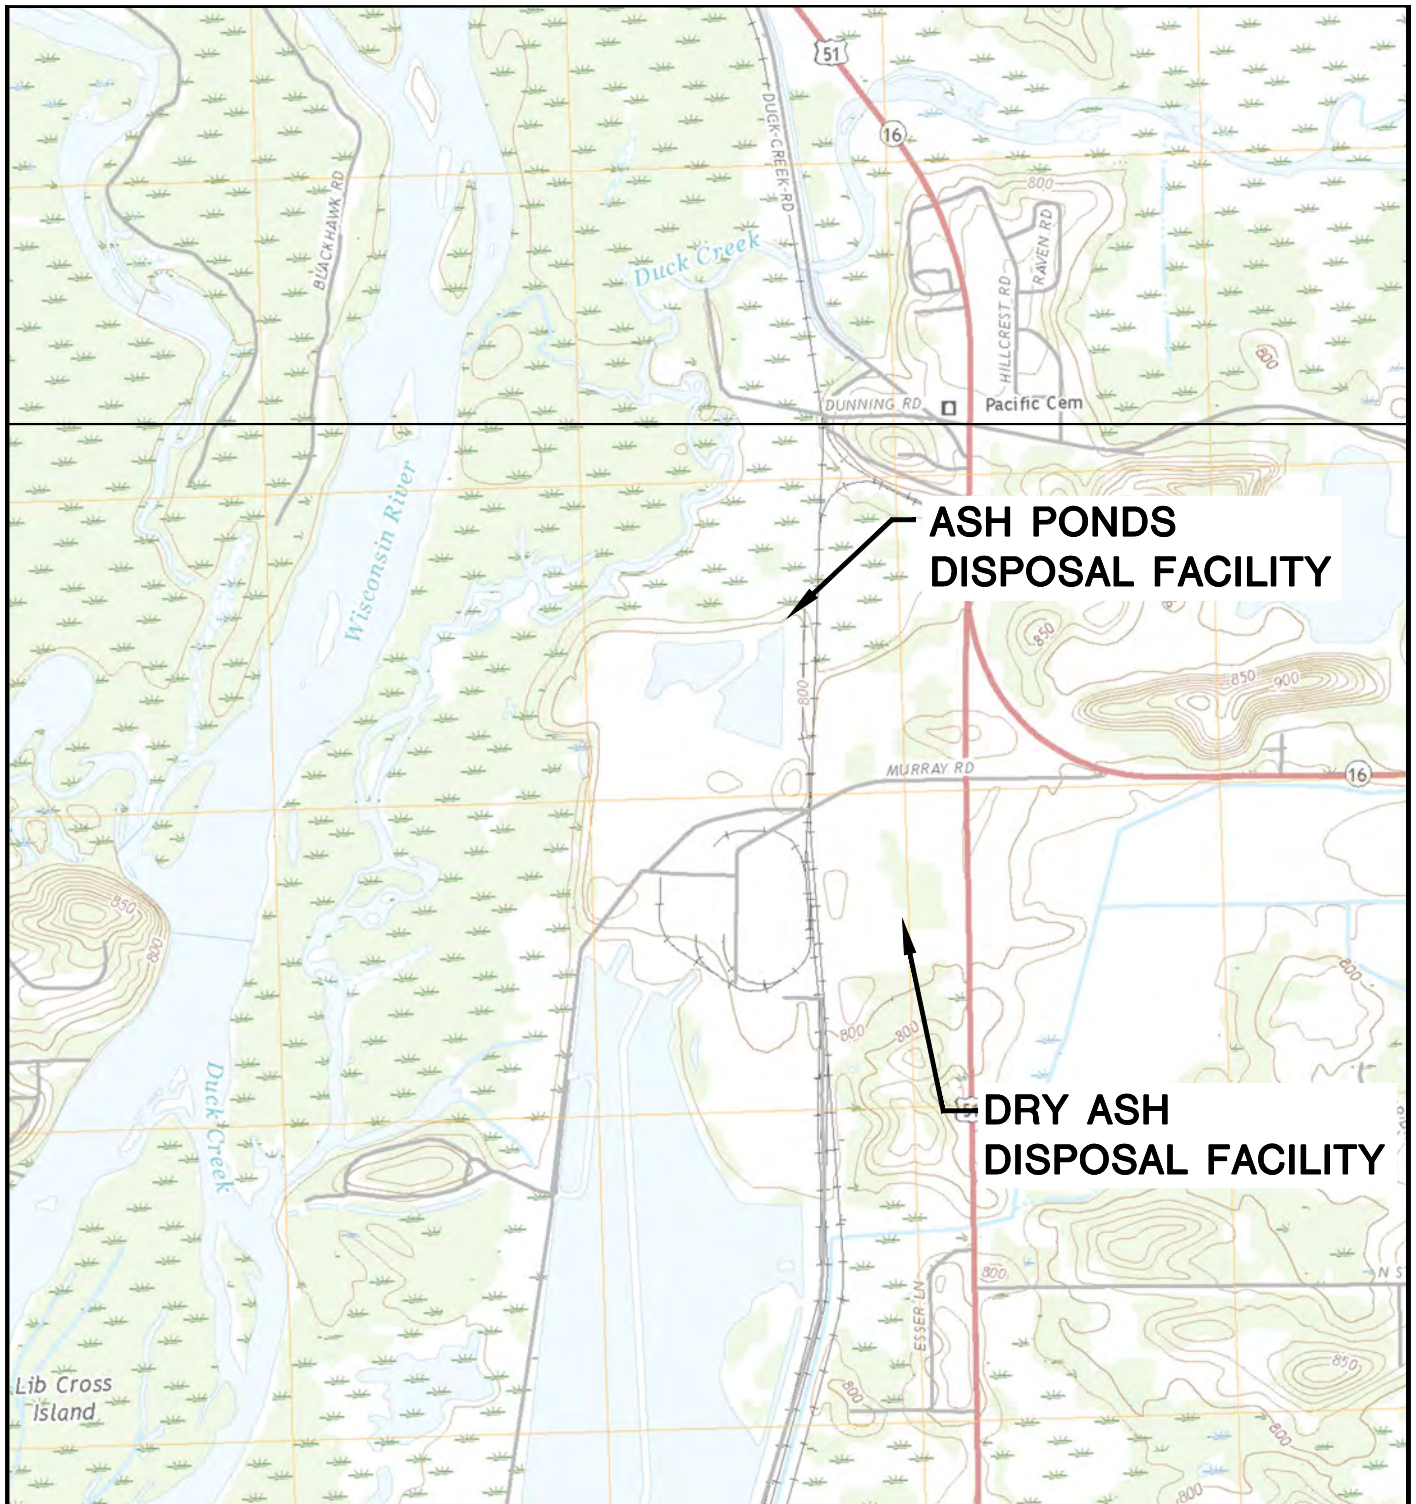 51
16
DUCK-CREEK-RD
BLACKHAWK RD
800
RAVEN RD
Duck Creek
HILLCREST RD
800
DUNNING RD
Pacific Cem
Wisconsin River
ASH PONDS
DISPOSAL FACILITY
850
850
900
800
MURRAY RD
16
850
800
800
800
800
Duck Creek
DRY ASH
DISPOSAL FACILITY
800
N S
ESSER LN
850
Lib Cross
Island
800
800
800